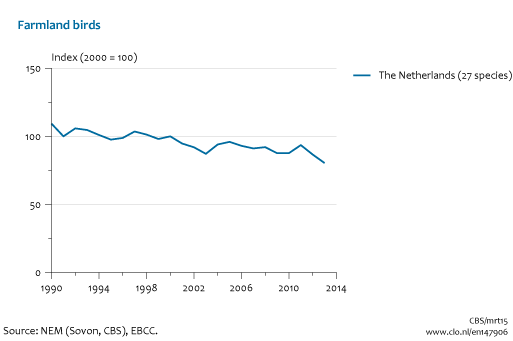 Farmland birds
Index (2000 = 100)
150
100
50
0
1990 1994 1998 2002 2006 2010 2014
The Netherlands (27 species)
CBS/mrt15
www.clo.nl/en147906
Source: NEM (Sovon, CBS), EBCC.